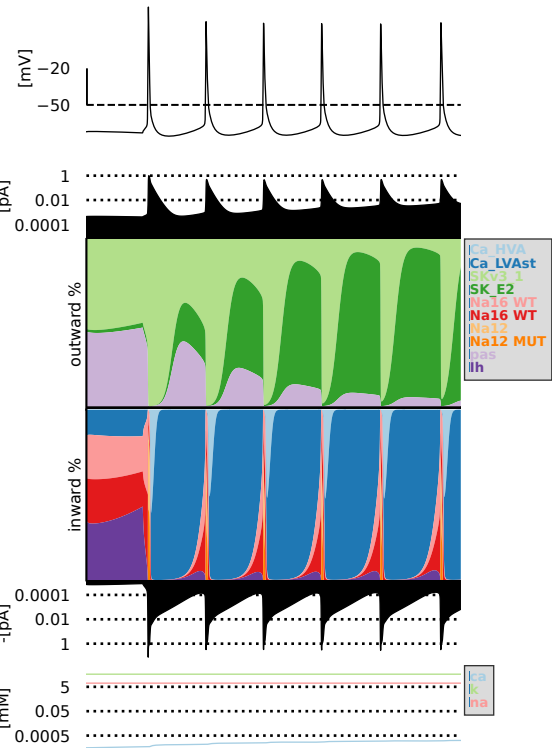 [mV]
−20
−50
[pA]
1
0.01
0.0001
outward %
Ca_HVA
Ca_LVAst
SKv3_1
SK_E2
Na16 WT
Na16 WT
Na12
Na12 MUT
pas
Ih
inward %
-[pA]
0.0001
0.01
1
[mM]
5
0.05
0.0005
ca
k
na